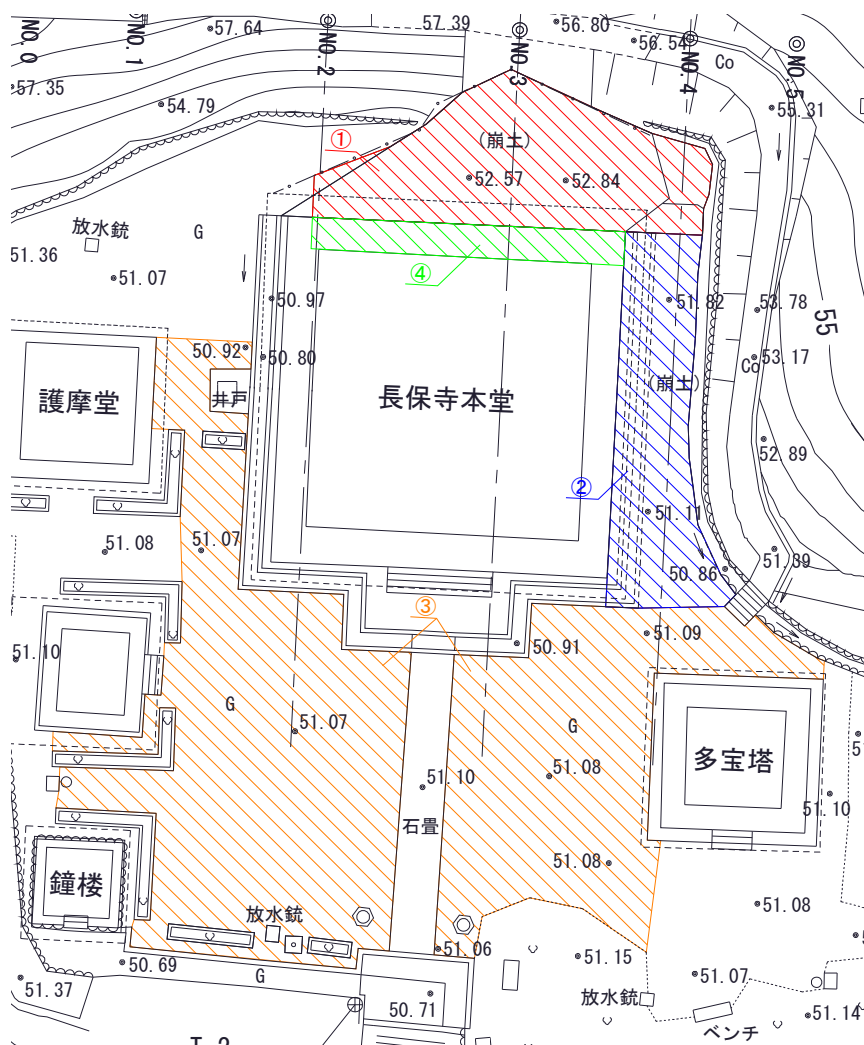 NO.0
NO.1
57.64
NO.2
57.39
NO.3
56.80
56.54
NO.4
Co
NO.5
57.35
54.79
55.31
①
(崩土)
52.57
52.84
放水銃
G
51.36
51.07
④
50.97
51.82
53.78
55
50.92
50.80
53.17
Co
(崩土)
護摩堂
井戸
長保寺本堂
52.89
②
51.11
51.08
51.07
50.86
51.39
③
51.10
50.91
51.09
G
51.07
G
51.08
51.10
多宝塔
51.10
石畳
51.08
鐘楼
放水銃
51.08
51.06
50.69
G
51.15
51.07
51.37
50.71
放水銃
51.14
ベンチ